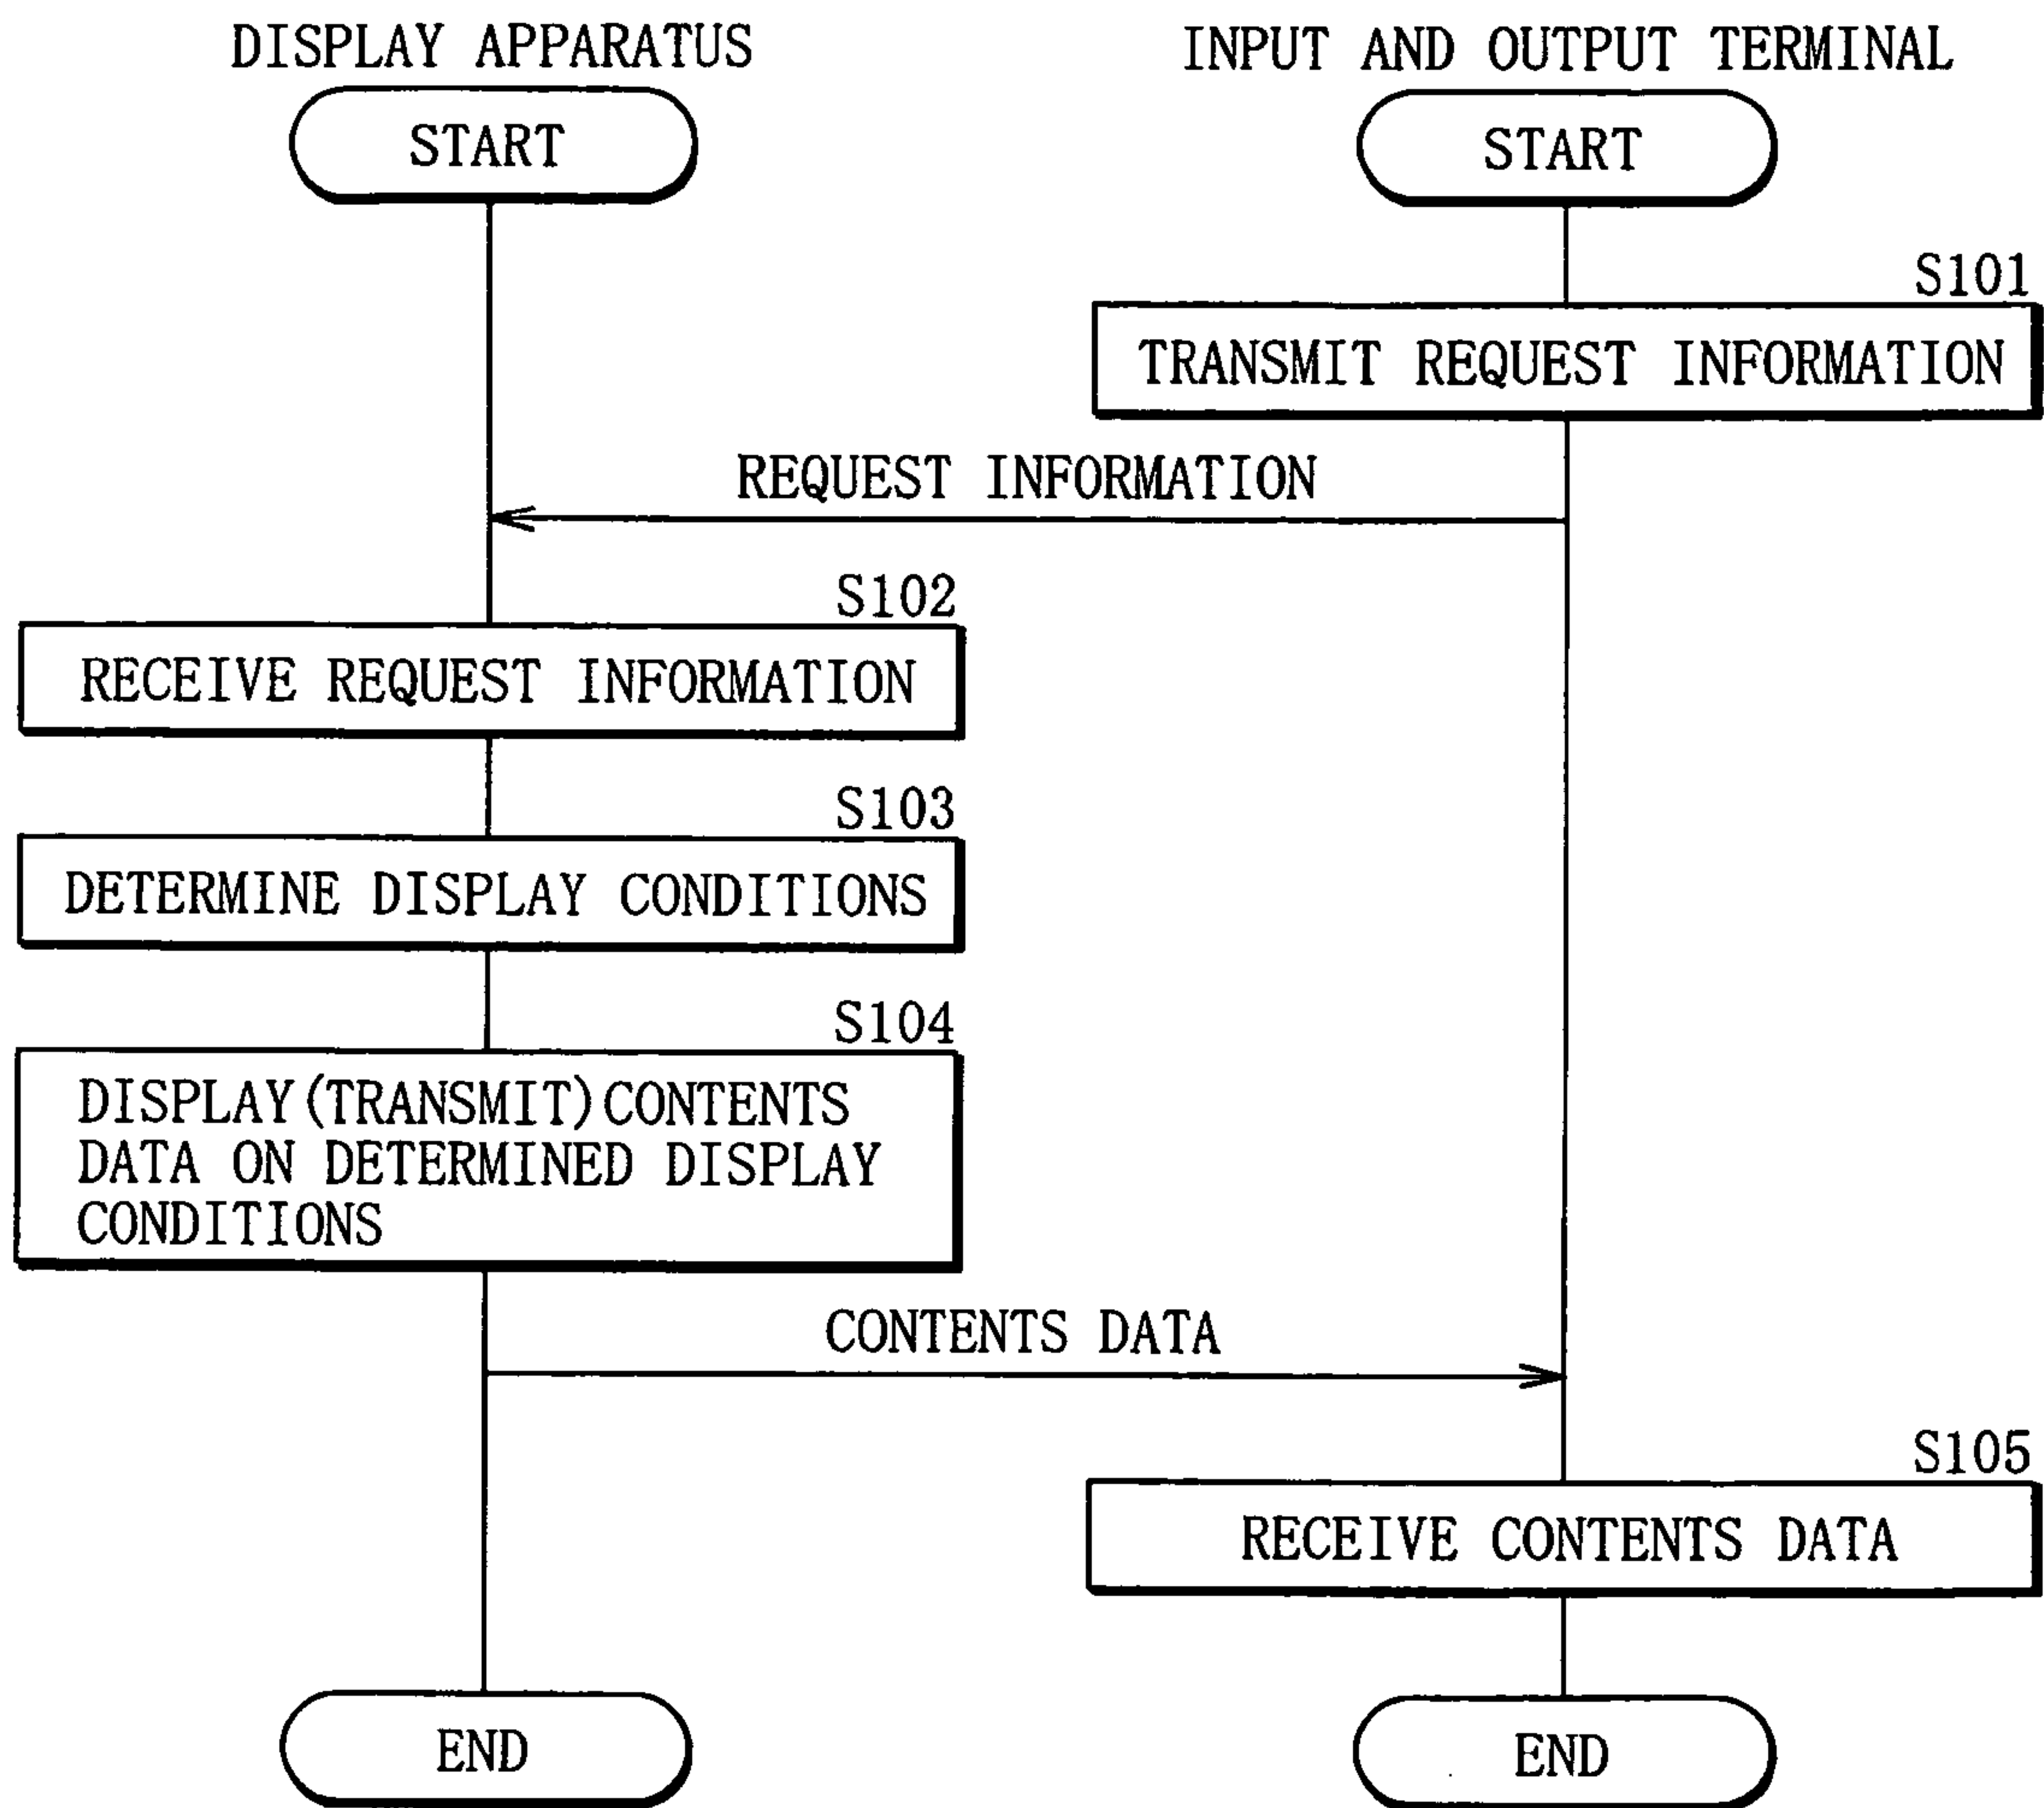 DISPLAY APPARATUS
INPUT AND OUTPUT TERMINAL
START
START
S101
TRANSMIT REQUEST INFORMATION
REQUEST INFORMATION
S102
RECEIVE REQUEST INFORMATION
S103
DETERMINE DISPLAY CONDITIONS
S104
DISPLAY(TRANSMIT)CONTENTS
DATA ON DETERMINED DISPLAY
CONDITIONS
CONTENTS DATA
S105
RECEIVE CONTENTS DATA
END
END